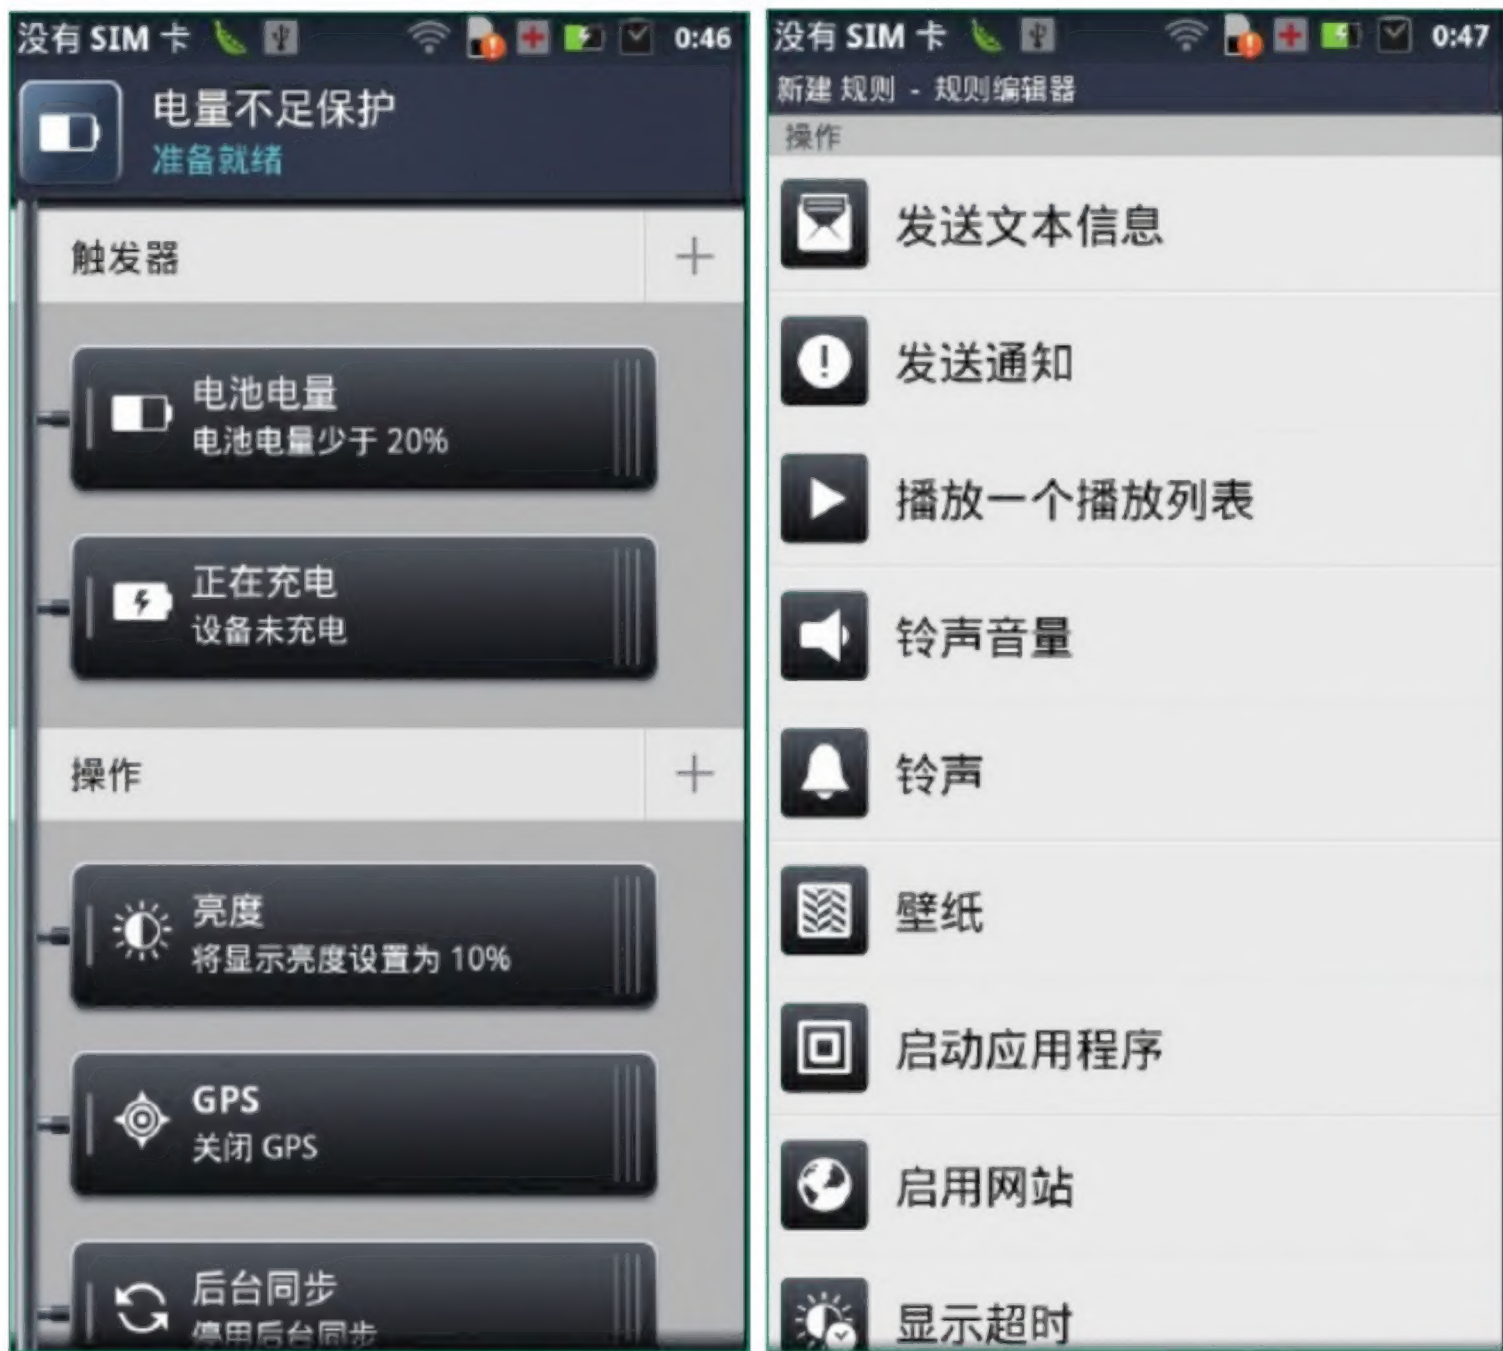 没有 SIM 卡
0:46
电量不足保护
准备就绪
触发器
电池电量
电池电量少于 20%
正在充电
设备未充电
操作
亮度
将显示亮度设置为 10%
GPS
关闭 GPS
后台同步
停用后台同步
没有 SIM 卡
0:47
新建 规则 - 规则编辑器
操作
发送文本信息
发送通知
播放一个播放列表
铃声音量
铃声
壁纸
启动应用程序
启用网站
显示超时